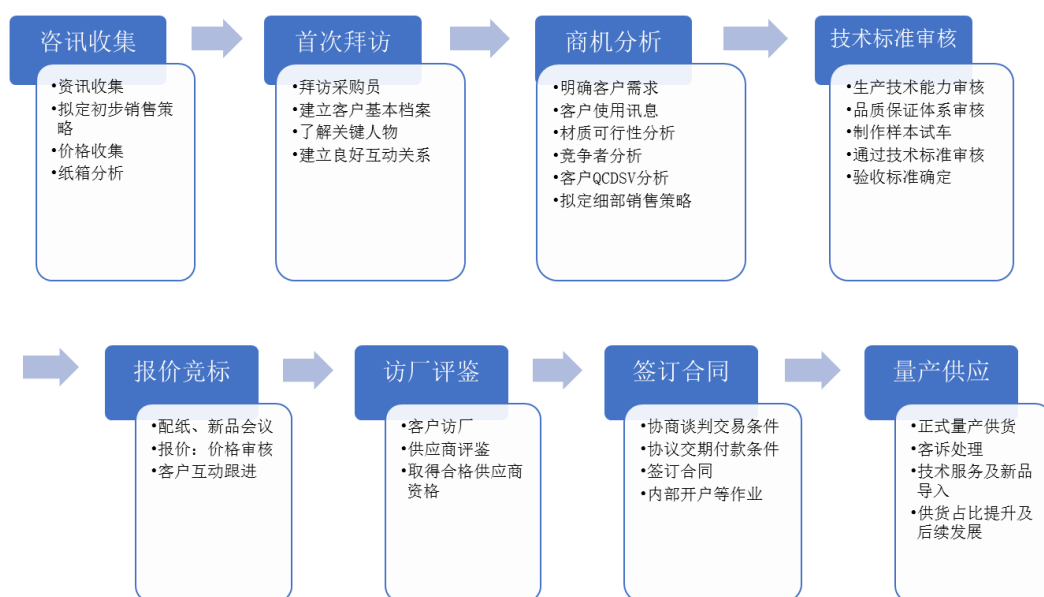 咨讯收集
•资讯收集
•拟定初步销售策
略
•价格收集
•纸箱分析
首次拜访
•拜访采购员
•建立客户基本档案
•了解关键人物
•建立良好互动关系
商机分析
•明确客户需求
•客户使用讯息
•材质可行性分析
•竞争者分析
•客户QCDSV分析
•拟定细部销售策略
技术标准审核
•生产技术能力审核
•品质保证体系审核
•制作样本试车
•通过技术标准审核
•验收标准确定
报价竞标
•配纸、新品会议
•报价：价格审核
•客户互动跟进
访厂评鉴
•客户访厂
•供应商评鉴
•取得合格供应商
资格
签订合同
•协商谈判交易条件
•协议交期付款条件
•签订合同
•内部开户等作业
量产供应
•正式量产供货
•客诉处理
•技术服务及新品
导入
•供货占比提升及
后续发展